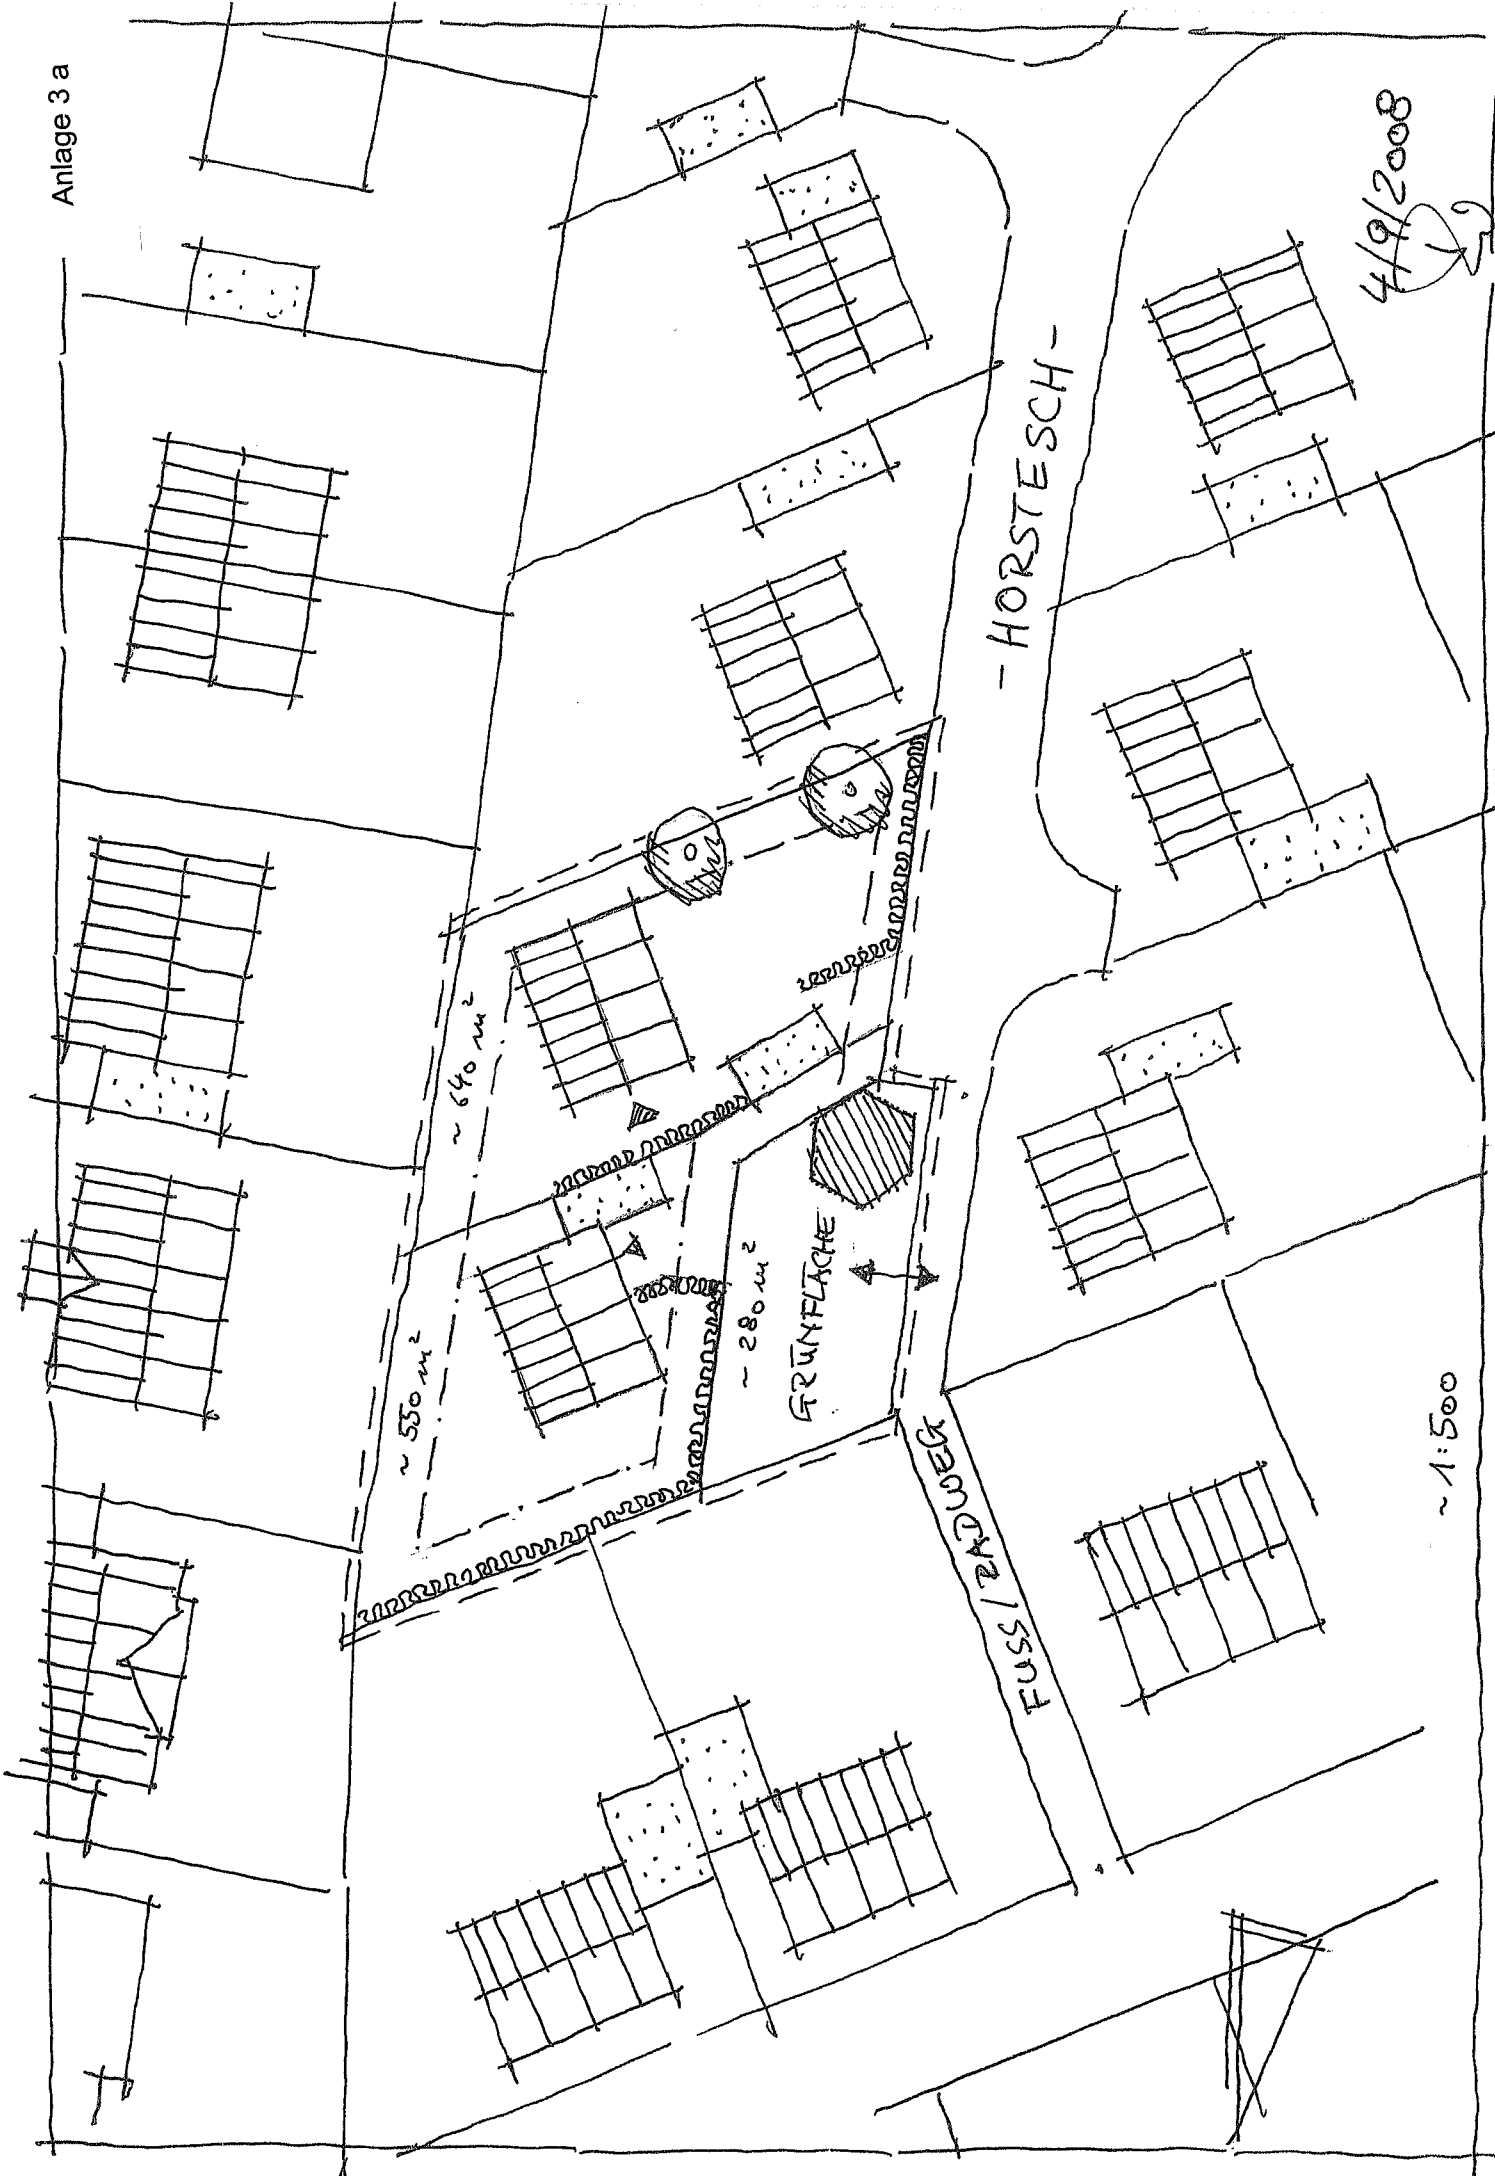 Anlage 3 a
4/9/2008
-HORSTESCH-
~ 640 m²
~ 550 m²
~ 280 m²
GRÜNFLÄCHE
FUSS / RADWEG
~ 1:500